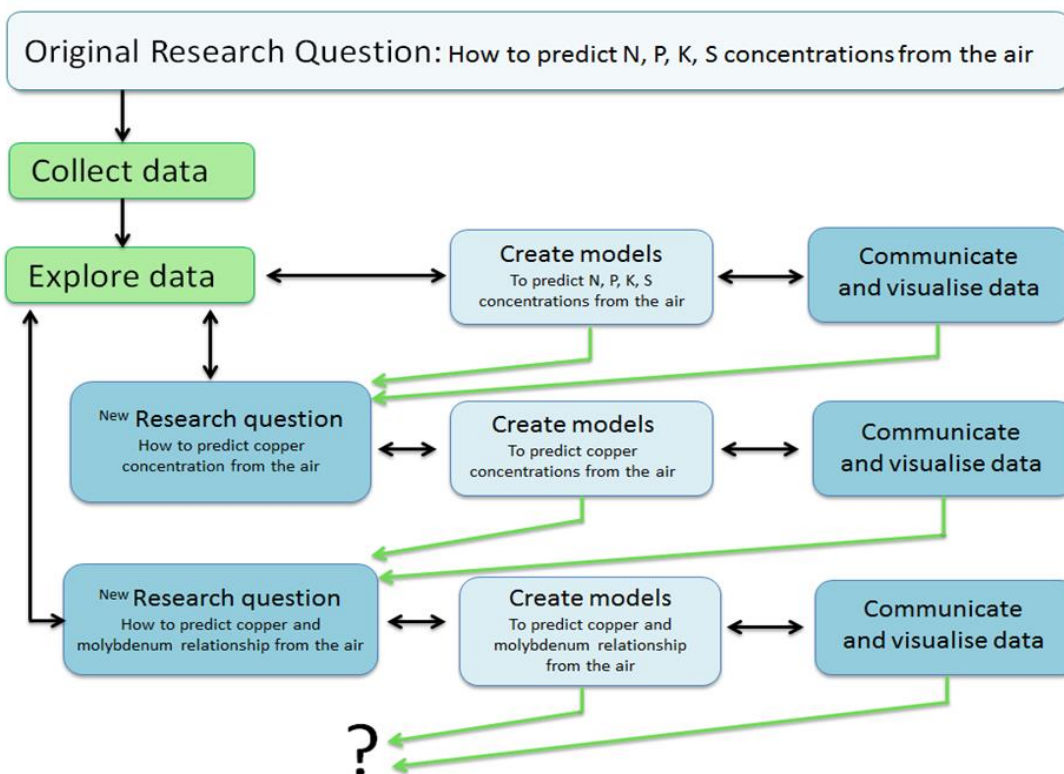 Original Research Question: How to predict N, P, K, S concentrations from the air
Collect data
Explore data
Create models
To predict N, P, K, S
concentrations from the air
Communicate
and visualise data
New Research question
How to predict copper
concentration from the air
Create models
To predict copper
concentrations from the air
Communicate
and visualise data
New Research question
How to predict copper and
molybdenum relationship from the air
Create models
To predict copper and
molybdenum relationship
from the air
Communicate
and visualise data
?